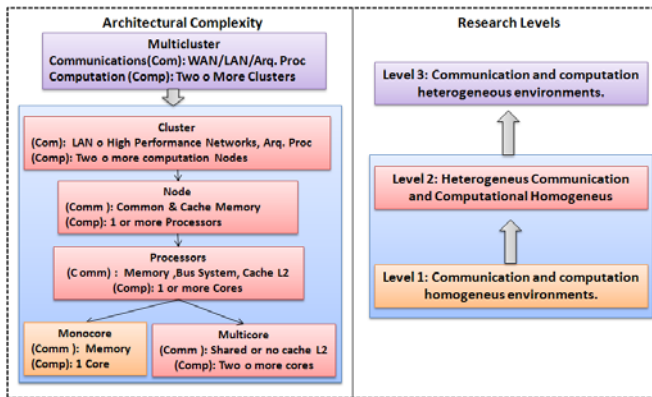 Architectural Complexity
Multicluster
Communications(Com): WAN/LAN/Arq. Proc
Computation (Comp): Two o More Clusters
Cluster
(Com): LAN o High Performance Networks, Arq. Proc
(Comp): Two o more computation Nodes
Node
(Comm ): Common & Cache Memory
(Comp): 1 or more Processors
Processors
(Comm) : Memory ,Bus System, Cache L2
(Comp): 1 or more Cores
Monocore
(Comm ): Memory
(Comp): 1 Core
Multicore
(Comm ): Shared or no cache L2
(Comp): Two o more cores
Research Levels
Level 3: Communication and computation
heterogeneous environments.
Level 2: Heterogeneus Communication
and Computational Homogeneus
Level 1: Communication and computation
homogeneus environments.